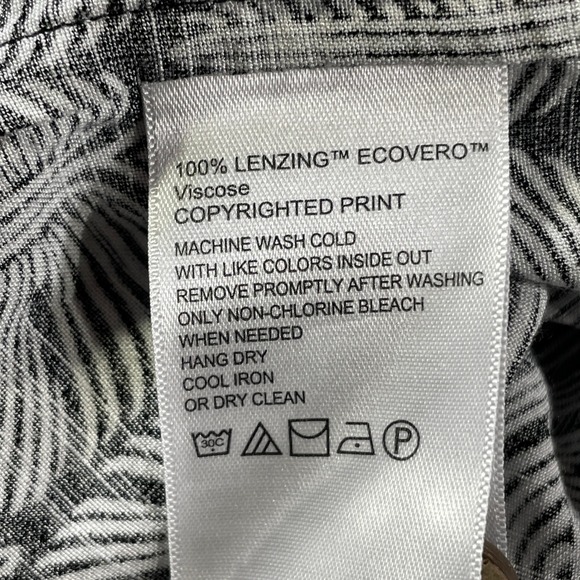 100% LENZING™ ECOVERO™
Viscose
COPYRIGHTED PRINT
MACHINE WASH COLD
WITH LIKE COLORS INSIDE OUT
REMOVE PROMPTLY AFTER WASHING
ONLY NON-CHLORINE BLEACH
WHEN NEEDED
HANG DRY
COOL IRON
OR DRY CLEAN
30C P